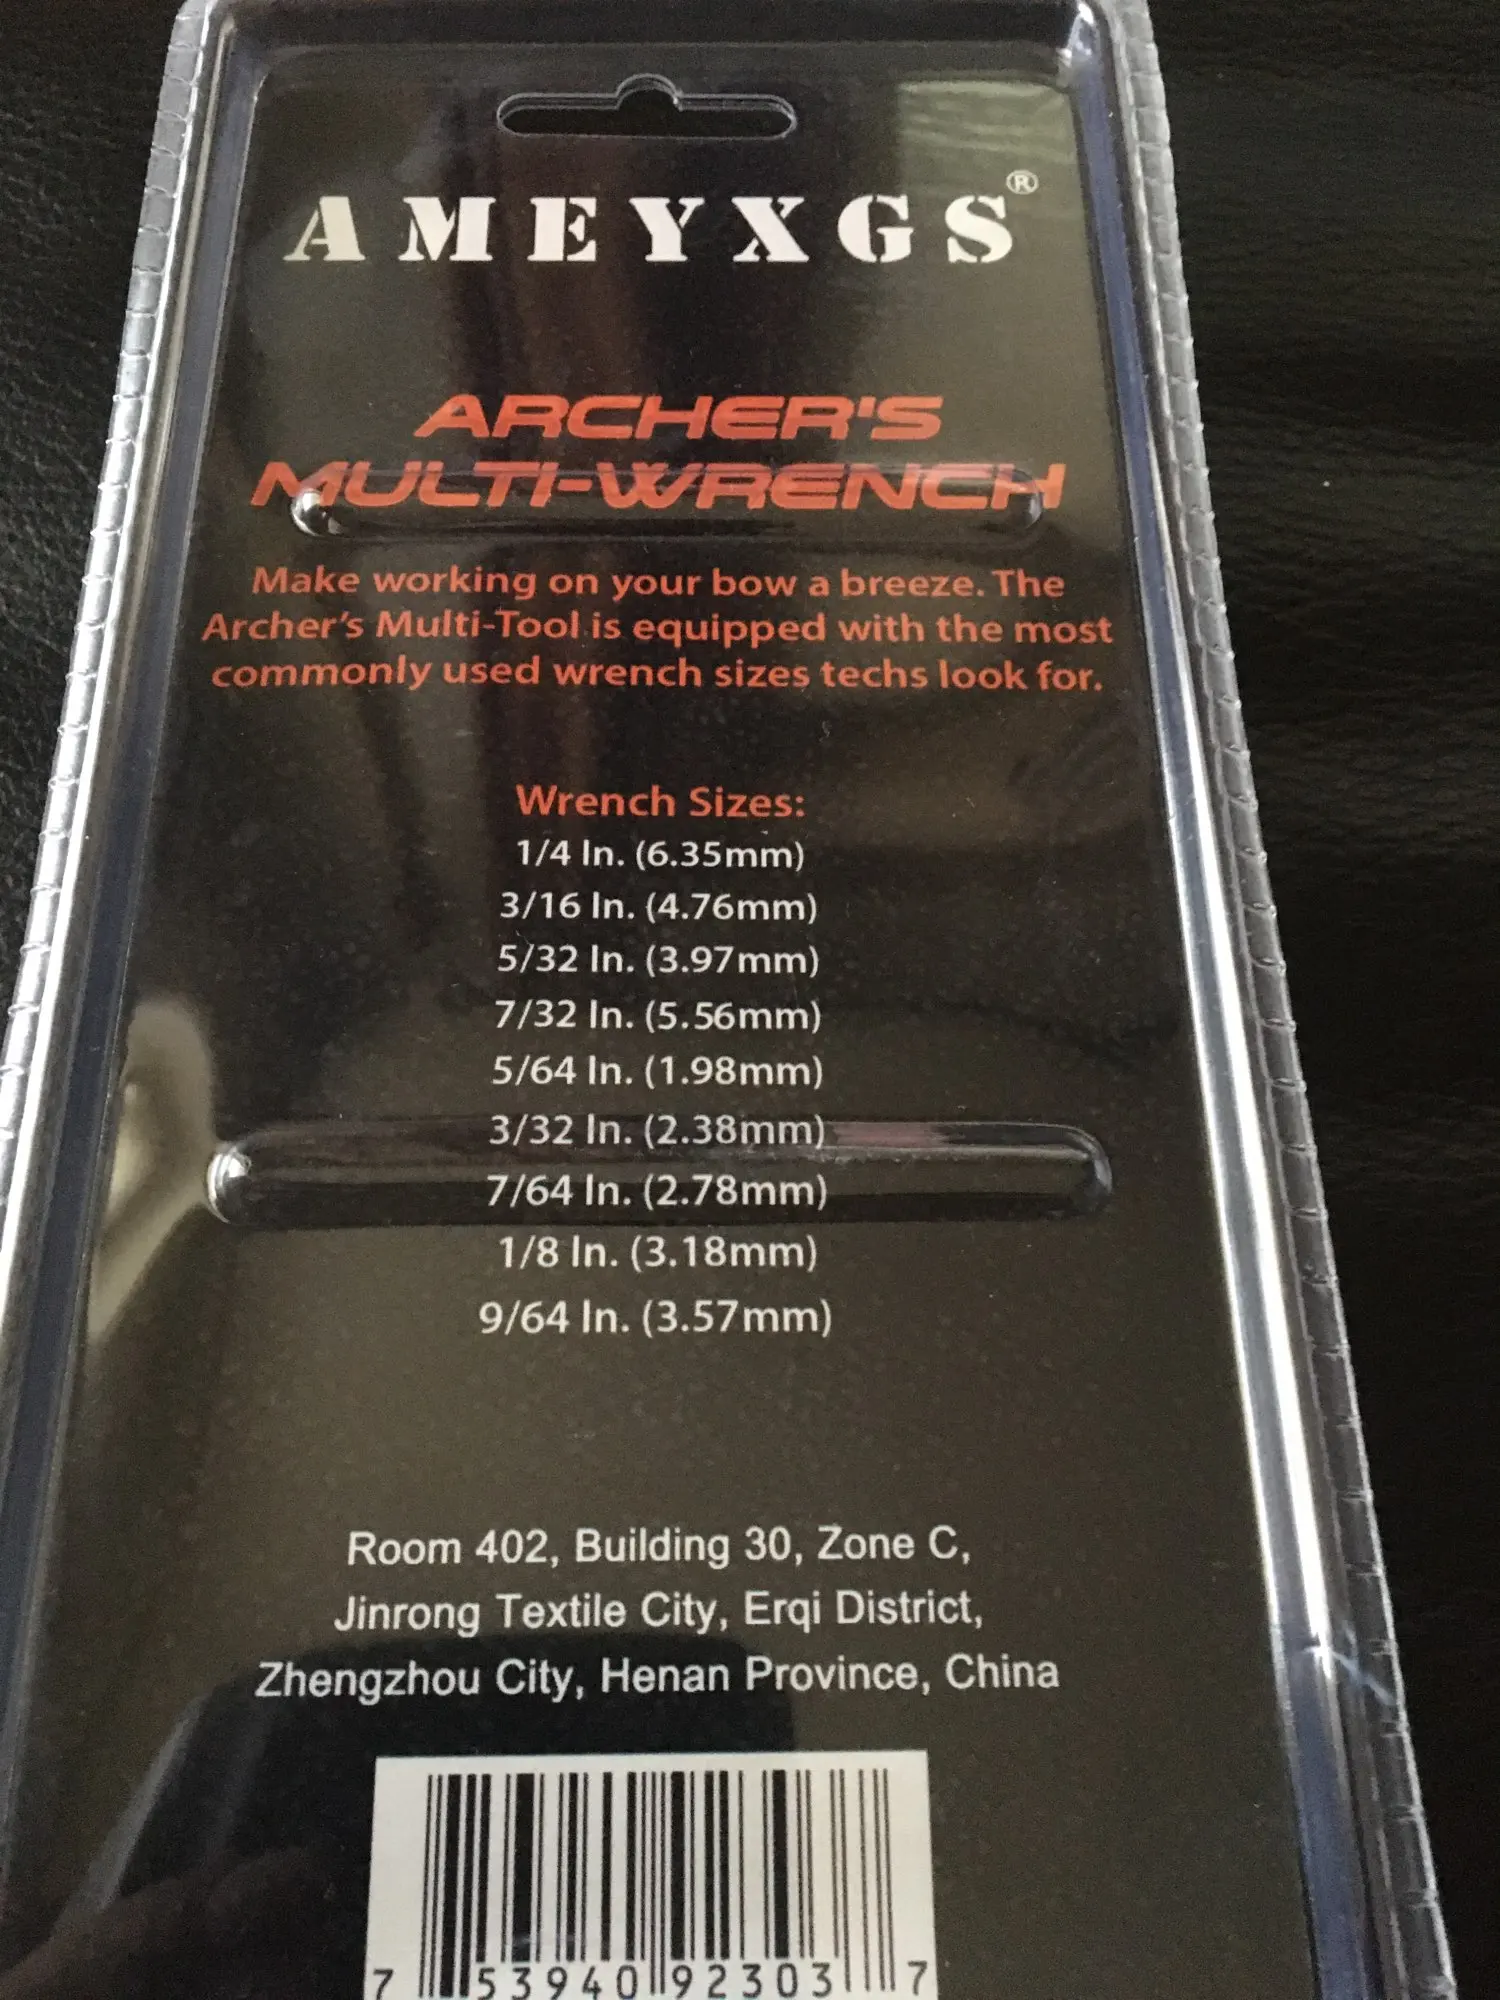 AMEYXGS®
ARCHER'S
MULTI-WRENCH
Make working on your bow a breeze. The
Archer's Multi-Tool is equipped with the most
commonly used wrench sizes techs look for.
Wrench Sizes:
1/4 In. (6.35mm)
3/16 In. (4.76mm)
5/32 In. (3.97mm)
7/32 In. (5.56mm)
5/64 In. (1.98mm)
3/32 In. (2.38mm)
7/64 In. (2.78mm)
1/8 In. (3.18mm)
9/64 In. (3.57mm)
Room 402, Building 30, Zone C,
Jinrong Textile City, Erqi District,
Zhengzhou City, Henan Province, China
7 53940 92303 7